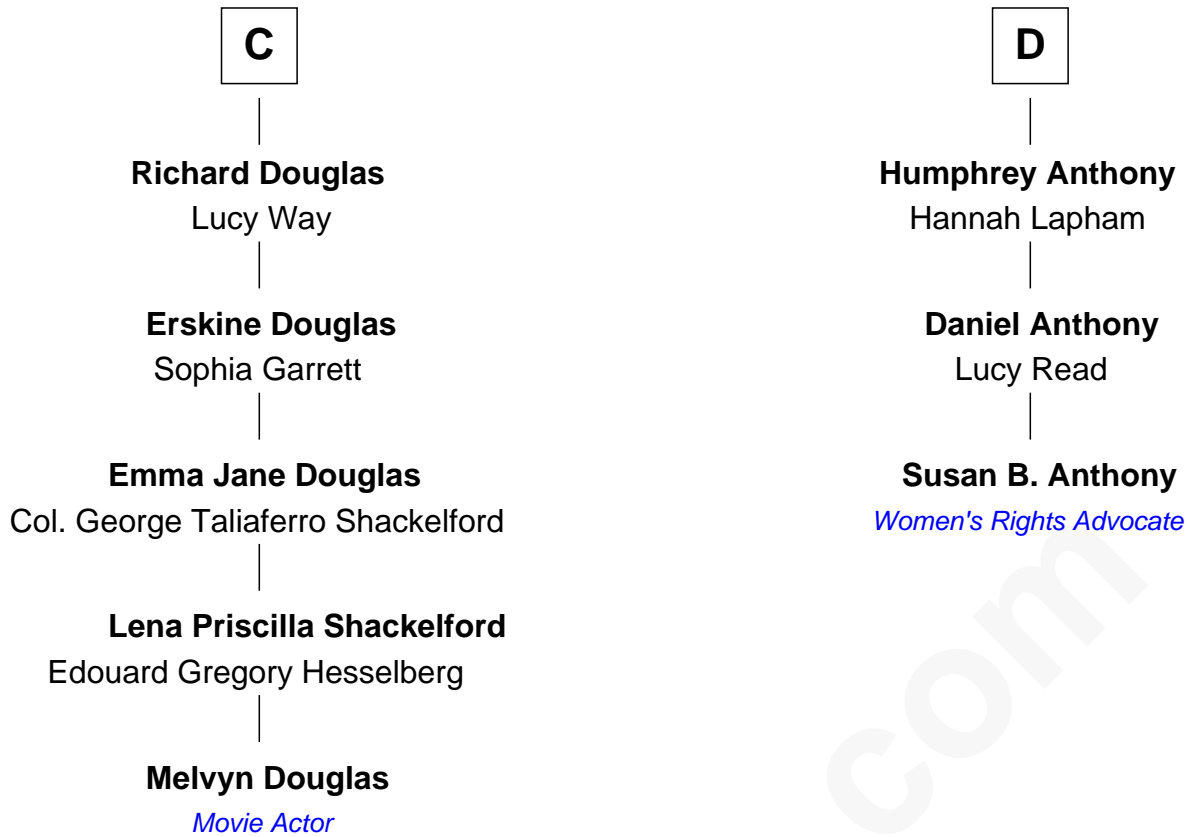 C
Richard Douglas
Lucy Way
Erskine Douglas
Sophia Garrett
Emma Jane Douglas
Col. George Taliaferro Shackelford
Lena Priscilla Shackelford
Edouard Gregory Hesselberg
Melvyn Douglas
Movie Actor
D
Humphrey Anthony
Hannah Lapham
Daniel Anthony
Lucy Read
Susan B. Anthony
Women's Rights Advocate
com